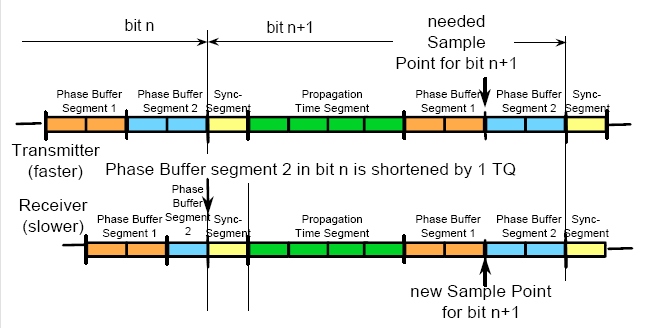 bit n
bit n+1
needed
Sample
Point for bit n+1
Phase Buffer
Segment 1
Phase Buffer
Segment 2
Sync-
Segment
Propagation
Time Segment
Phase Buffer
Segment 1
Phase Buffer
Segment 2
Sync-
Segment
Transmitter
(faster)
Phase Buffer segment 2 in bit n is shortened by 1 TQ
Receiver
(slower)
Phase Buffer
Segment 1
Phase
Buffer
Segment
2
Sync-
Segment
Propagation
Time Segment
Phase Buffer
Segment 1
Phase Buffer
Segment 2
Sync-
Segment
new Sample Point
for bit n+1